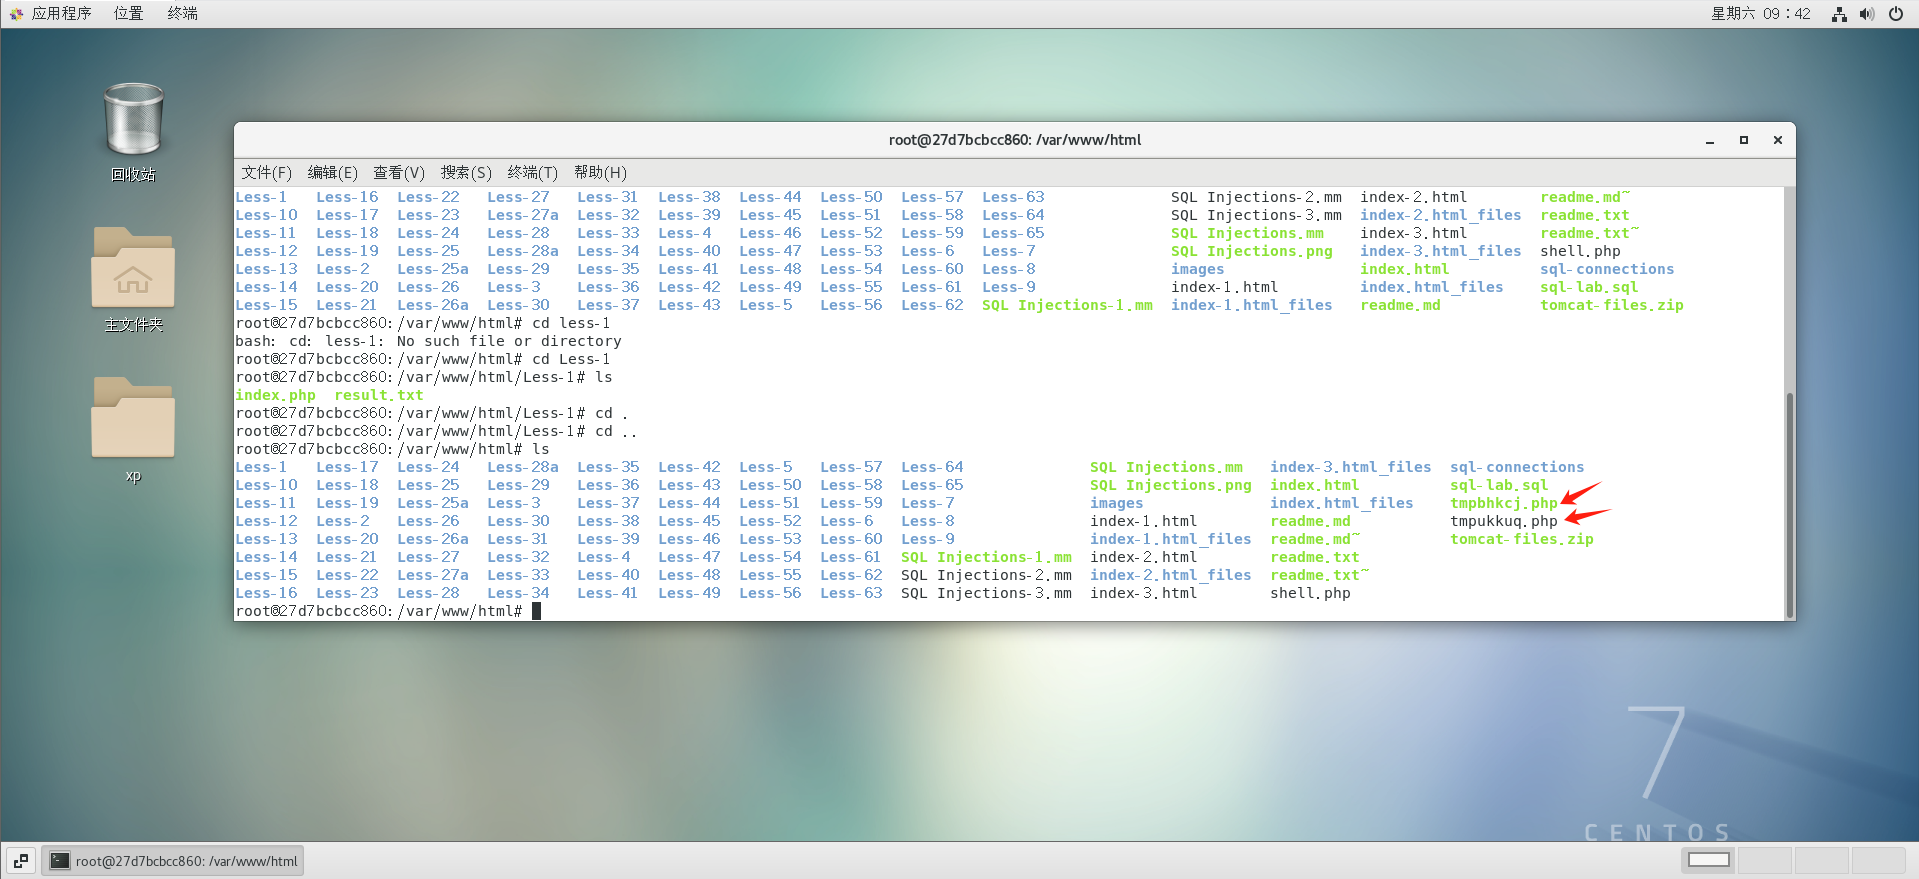 应用程序 位置 终端 星期六 09：42
回收站
主文件夹
xp
root@27d7bcbcc860: /var/www/html
文件(F) 编辑(E) 查看(V) 搜索(S) 终端(T) 帮助(H)
Less-1 Less-16 Less-22 Less-27 Less-31 Less-38 Less-44 Less-50 Less-57 Less-63 SQL Injections-2.mm index-2.html readme.md~
Less-10 Less-17 Less-23 Less-27a Less-32 Less-39 Less-45 Less-51 Less-58 Less-64 SQL Injections-3.mm index-2.html_files readme.txt
Less-11 Less-18 Less-24 Less-28 Less-33 Less-4 Less-46 Less-52 Less-59 Less-65 SQL Injections.mm index-3.html readme.txt~
Less-12 Less-19 Less-25 Less-28a Less-34 Less-40 Less-47 Less-53 Less-6 Less-7 SQL Injections.png index-3.html_files shell.php
Less-13 Less-2 Less-25a Less-29 Less-35 Less-41 Less-48 Less-54 Less-60 Less-8 images index.html sql-connections
Less-14 Less-20 Less-26 Less-3 Less-36 Less-42 Less-49 Less-55 Less-61 Less-9 index-1.html index.html_files sql-lab.sql
Less-15 Less-21 Less-26a Less-30 Less-37 Less-43 Less-5 Less-56 Less-62 SQL Injections-1.mm index-1.html_files readme.md tomcat-files.zip
root@27d7bcbcc860:/var/www/html# cd less-1
bash: cd: less-1: No such file or directory
root@27d7bcbcc860:/var/www/html# cd Less-1
root@27d7bcbcc860:/var/www/html/Less-1# ls
index.php result.txt
root@27d7bcbcc860:/var/www/html/Less-1# cd .
root@27d7bcbcc860:/var/www/html/Less-1# cd ..
root@27d7bcbcc860:/var/www/html# ls
Less-1 Less-17 Less-24 Less-28a Less-35 Less-42 Less-5 Less-57 Less-64 SQL Injections.mm index-3.html_files sql-connections
Less-10 Less-18 Less-25 Less-29 Less-36 Less-43 Less-50 Less-58 Less-65 SQL Injections.png index.html sql-lab.sql
Less-11 Less-19 Less-25a Less-3 Less-37 Less-44 Less-51 Less-59 Less-7 images index.html_files tmpbhkcj.php
Less-12 Less-2 Less-26 Less-30 Less-38 Less-45 Less-52 Less-6 Less-8 index-1.html readme.md tmpukkuq.php
Less-13 Less-20 Less-26a Less-31 Less-39 Less-46 Less-53 Less-60 Less-9 index-1.html_files readme.md~ tomcat-files.zip
Less-14 Less-21 Less-27 Less-32 Less-4 Less-47 Less-54 Less-61 SQL Injections-1.mm index-2.html readme.txt
Less-15 Less-22 Less-27a Less-33 Less-40 Less-48 Less-55 Less-62 SQL Injections-2.mm index-2.html_files readme.txt~
Less-16 Less-23 Less-28 Less-34 Less-41 Less-49 Less-56 Less-63 SQL Injections-3.mm index-3.html shell.php
root@27d7bcbcc860:/var/www/html#
7
CENTOS
root@27d7bcbcc860: /var/www/html